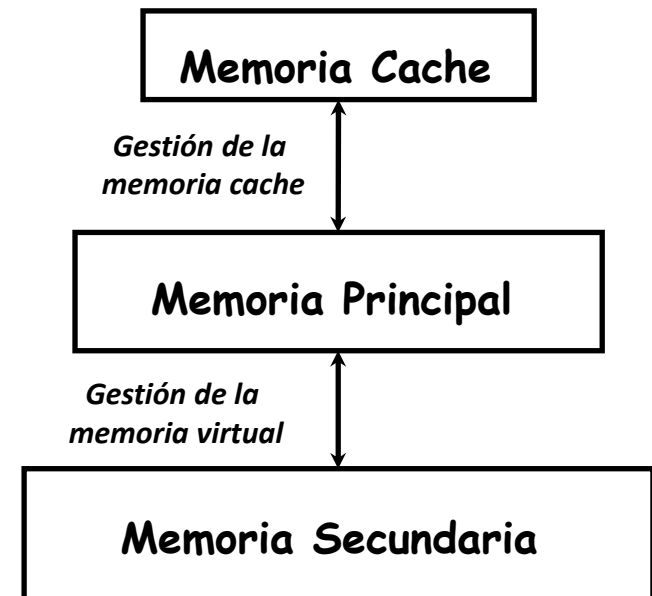 Memoria Cache
Gestión de la
memoria cache
Memoria Principal
Gestión de la
memoria virtual
Memoria Secundaria